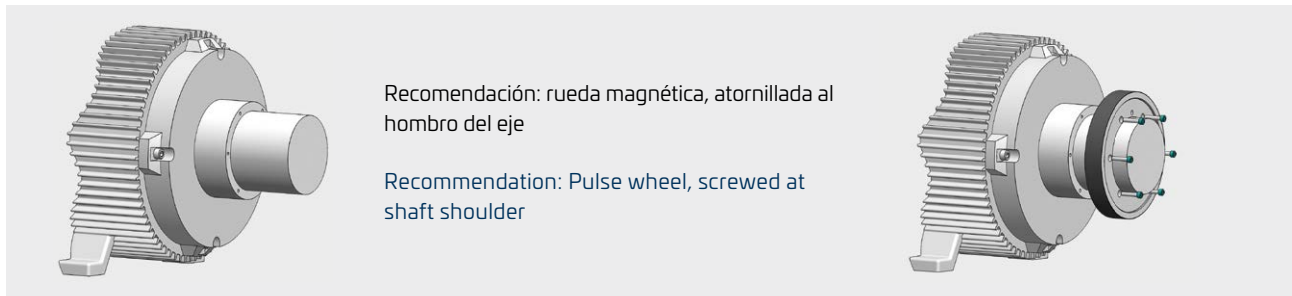 Recomendación: rueda magnética, atornillada al
hombro del eje
Recommendation: Pulse wheel, screwed at
shaft shoulder